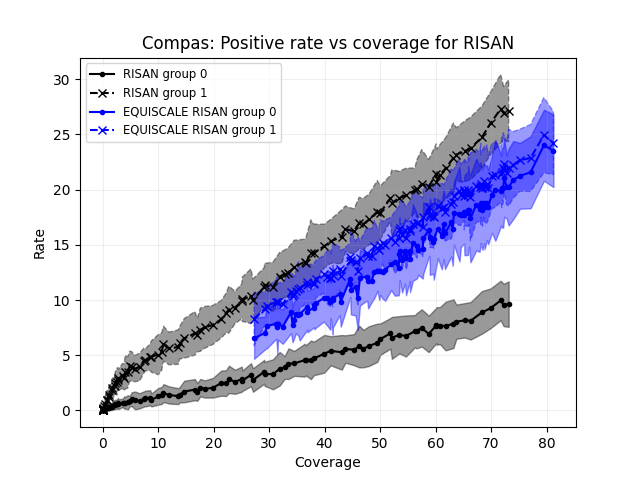 Compas: Positive rate vs coverage for RISAN
RISAN group 0
RISAN group 1
EQUISCALE RISAN group 0
EQUISCALE RISAN group 1
30
25
20
15
10
5
0
Rate
0 10 20 30 40 50 60 70 80
Coverage